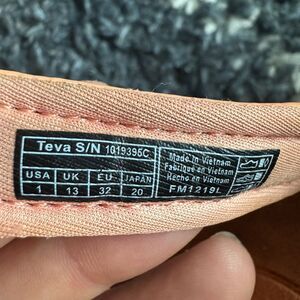 Teva S/N 1019395C
USA UK EU JAPAN
1 13 32 20
Made in Vietnam
Fabriqué en Vietnam
Hecho en Vietnam
FM1219L